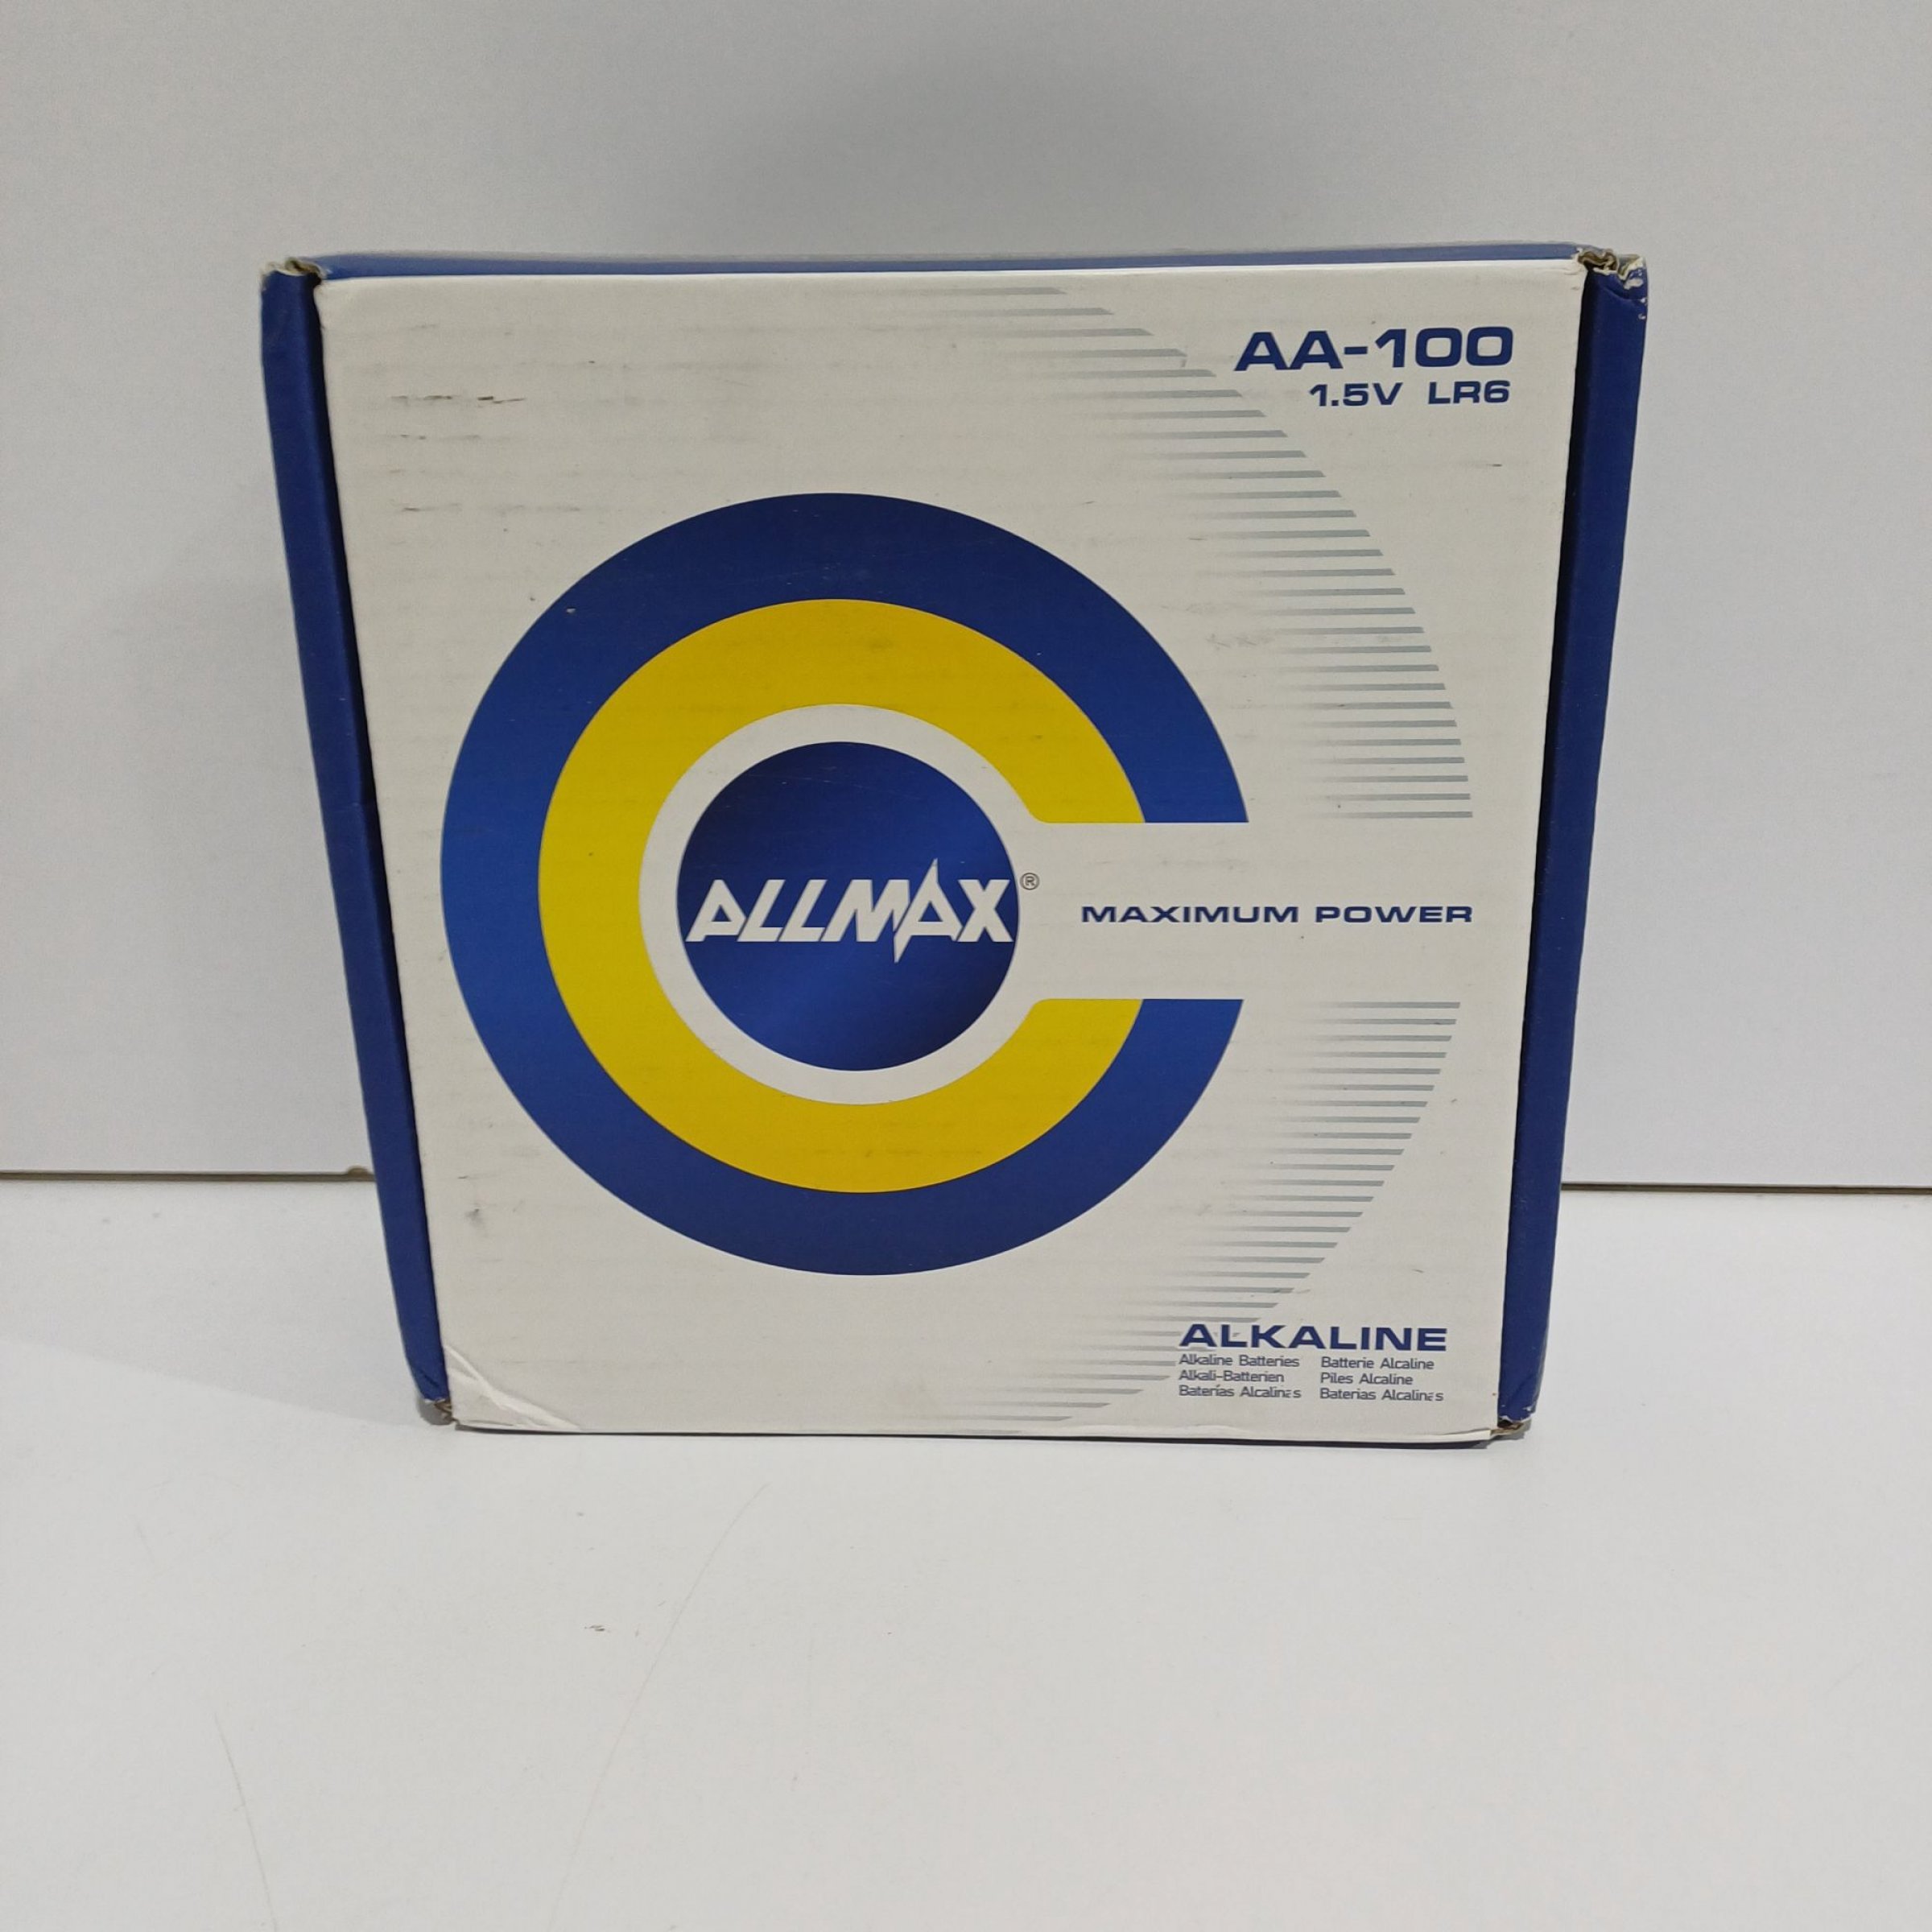 AA-100
1.5V LR6
ALLMAX®
MAXIMUM POWER
ALKALINE
Alkaline Batteries Batterie Alcaline
Alkali-Batterien Piles Alcaline
Baterías Alcalinas Baterias Alcalinas